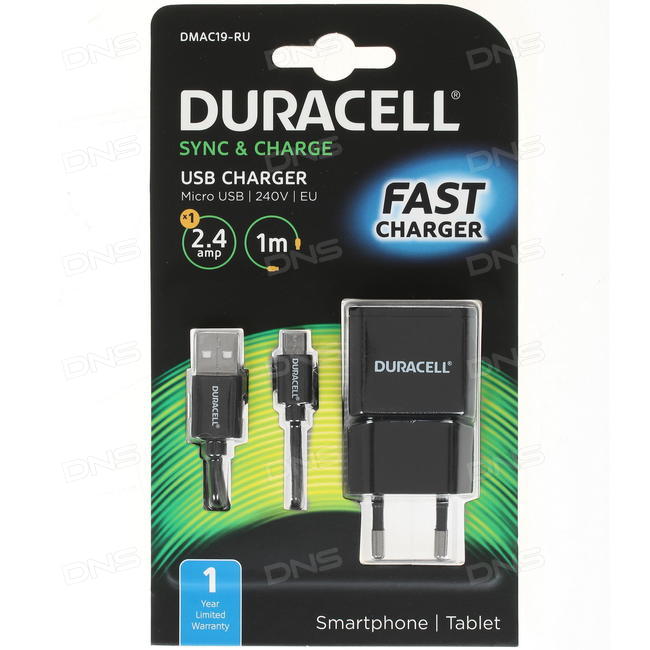 DMAC19-RU
DURACELL®
SYNC & CHARGE
USB CHARGER
Micro USB | 240V | EU
x1
2.4
amp
1m
FAST
CHARGER
DURACELL®
DURACELL®
DURACELL®
1
Year
Limited
Warranty
Smartphone | Tablet
DNS